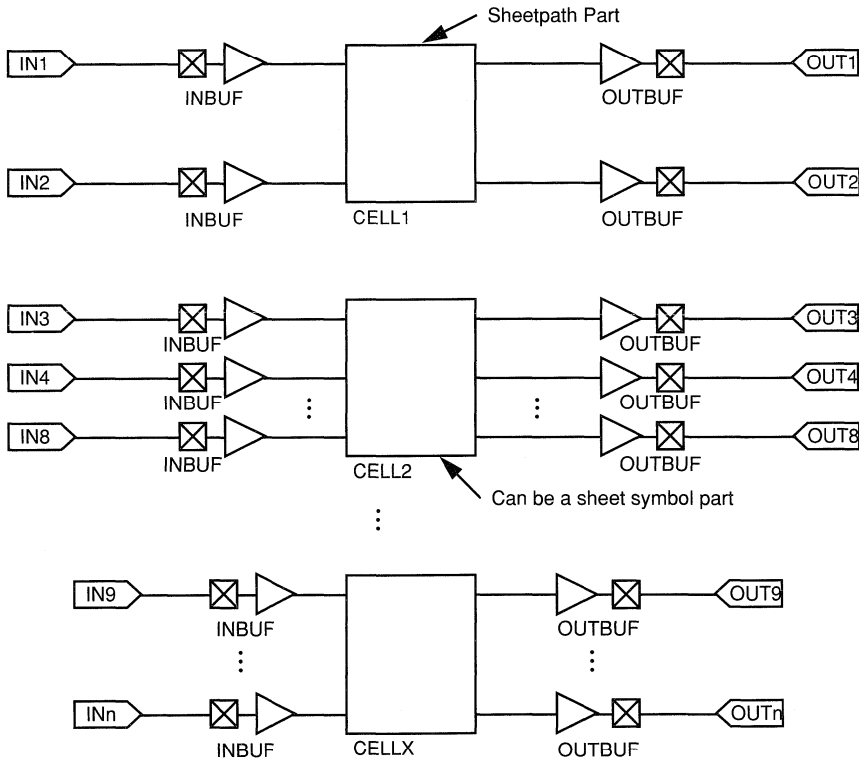 Sheetpath Part
IN1
INBUF
OUTBUF
OUT1
IN2
INBUF
CELL1
OUTBUF
OUT2
IN3
INBUF
OUTBUF
OUT3
IN4
INBUF
OUTBUF
OUT4
IN8
INBUF
OUTBUF
OUT8
CELL2
Can be a sheet symbol part
IN9
INBUF
OUTBUF
OUT9
INn
INBUF
CELLX
OUTBUF
OUTn